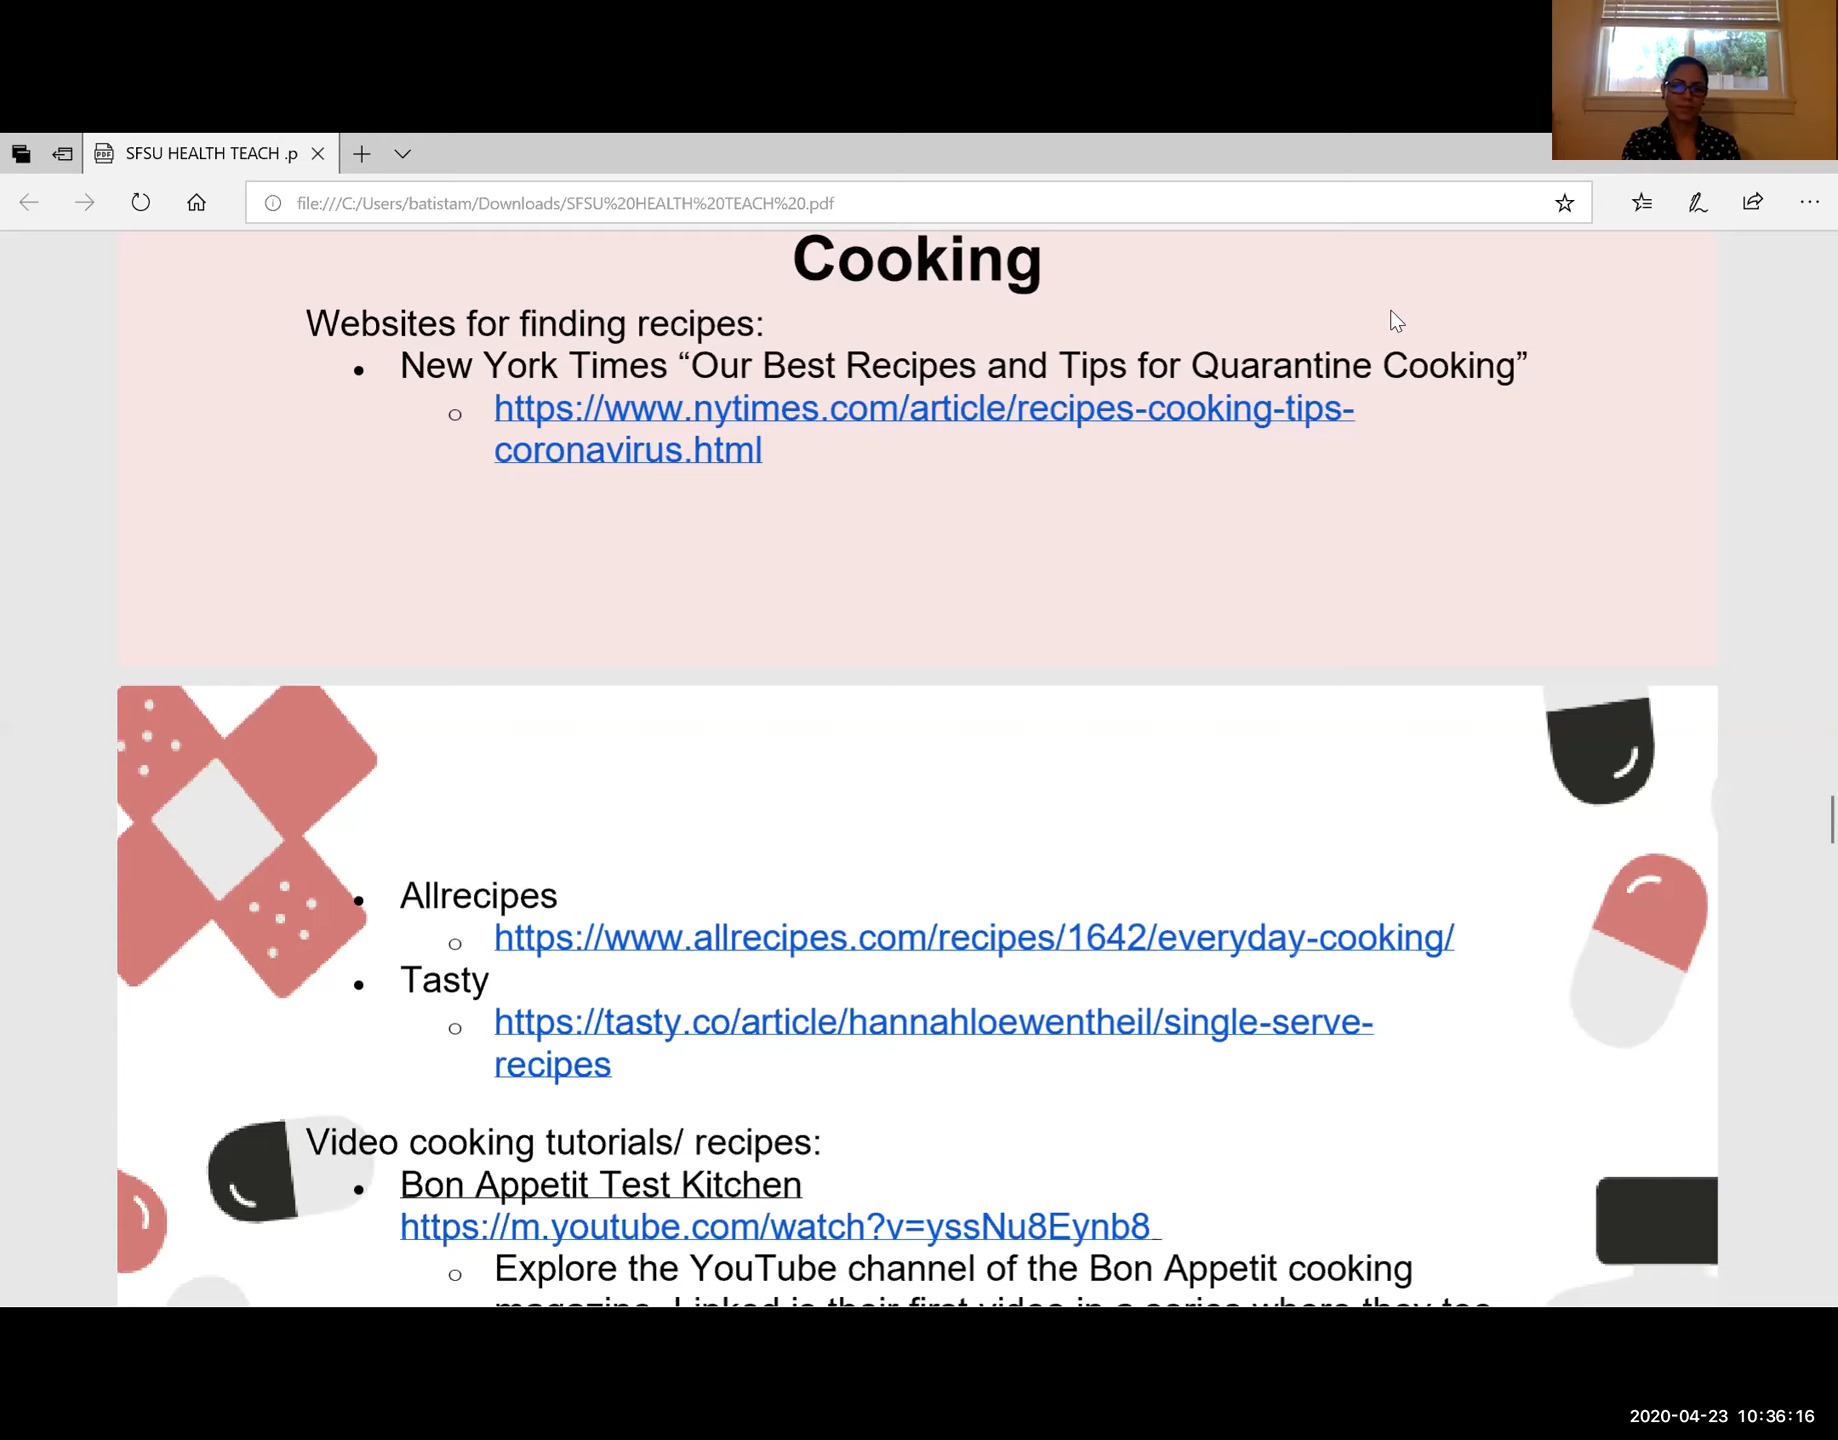 SFSU HEALTH TEACH .p
file:///C:/Users/batistam/Downloads/SFSU%20HEALTH%20TEACH%20.pdf
Cooking
Websites for finding recipes:
• New York Times “Our Best Recipes and Tips for Quarantine Cooking”
o https://www.nytimes.com/article/recipes-cooking-tips-
coronavirus.html
• Allrecipes
o https://www.allrecipes.com/recipes/1642/everyday-cooking/
• Tasty
o https://tasty.co/article/hannahloewentheil/single-serve-
recipes
Video cooking tutorials/ recipes:
• Bon Appetit Test Kitchen
https://m.youtube.com/watch?v=yssNu8Eynb8
o Explore the YouTube channel of the Bon Appetit cooking
2020-04-23 10:36:16